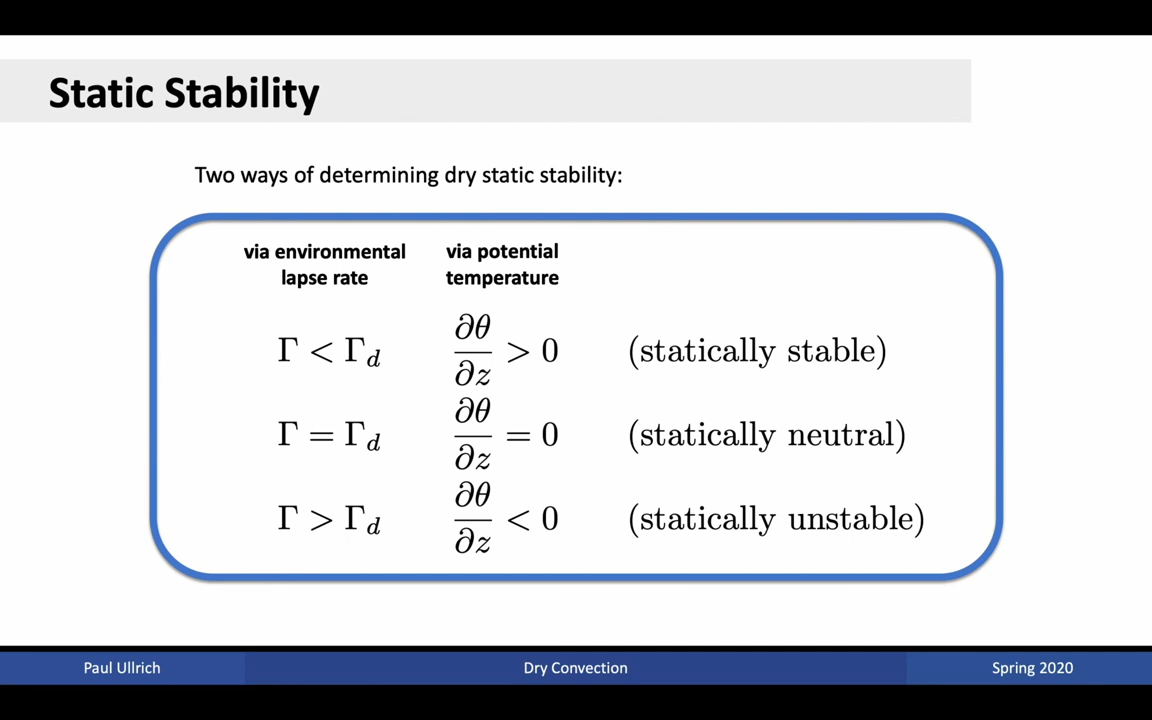 Static Stability
Two ways of determining dry static stability:
via environmental lapse rate
via potential temperature
Γ < Γ_d ∂θ/∂z > 0 (statically stable)
Γ = Γ_d ∂θ/∂z = 0 (statically neutral)
Γ > Γ_d ∂θ/∂z < 0 (statically unstable)
Paul Ullrich Dry Convection Spring 2020